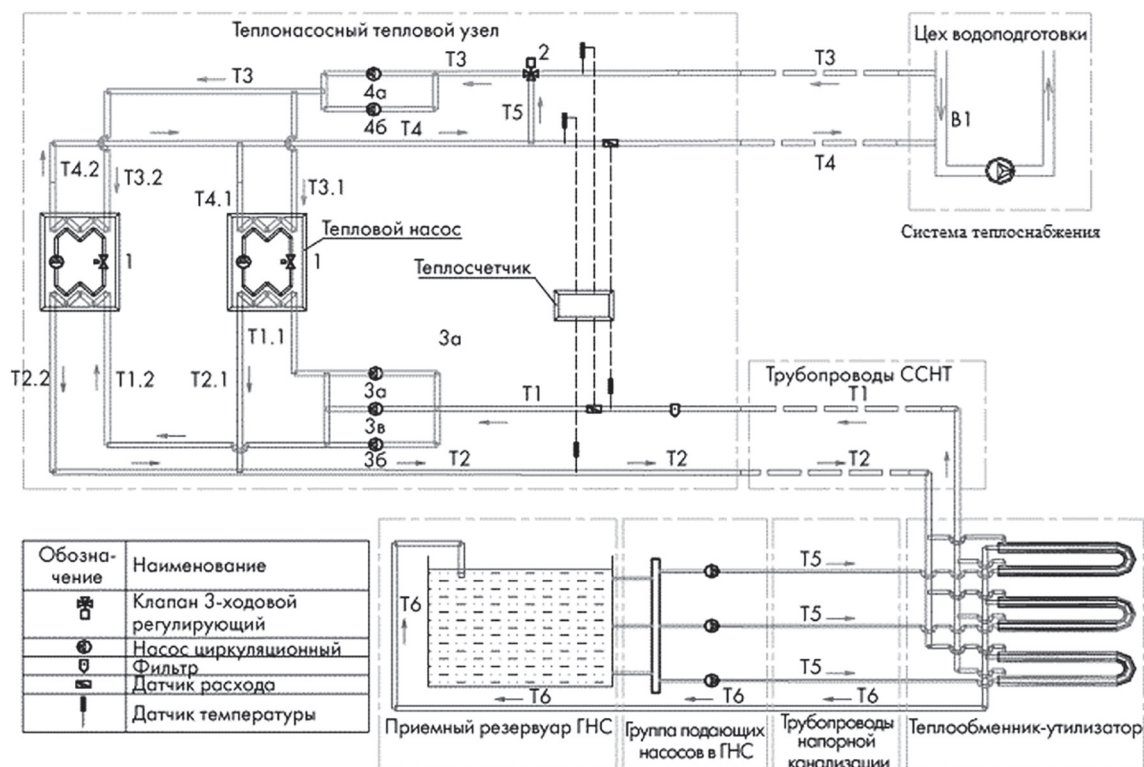 Теплонасосный тепловой узел
Цех водоподготовки
Т3
Т3
2
Т3
4а
4б
Т4
Т5
В1
Т4
Т4.2
Т3.2
Т4.1
Т3.1
Система теплоснабжения
Тепловой насос
1
1
Теплосчетчик
Т1.1
3а
Т2.2
Т1.2
Т2.1
3а
3в
3б
Т1
Т2
Т2
Трубопроводы ССНТ
Т1
Т2
Обозна-
чение
Наименование
Клапан 3-ходовой
регулирующий
Насос циркуляционный
Фильтр
Датчик расхода
Датчик температуры
Т6
Т5
Т5
Т5
Т6
Т6
Т6
Приемный резервуар ГНС
Группа подающих
насосов в ГНС
Трубопроводы
напорной
канализации
Теплообменник-утилизатор